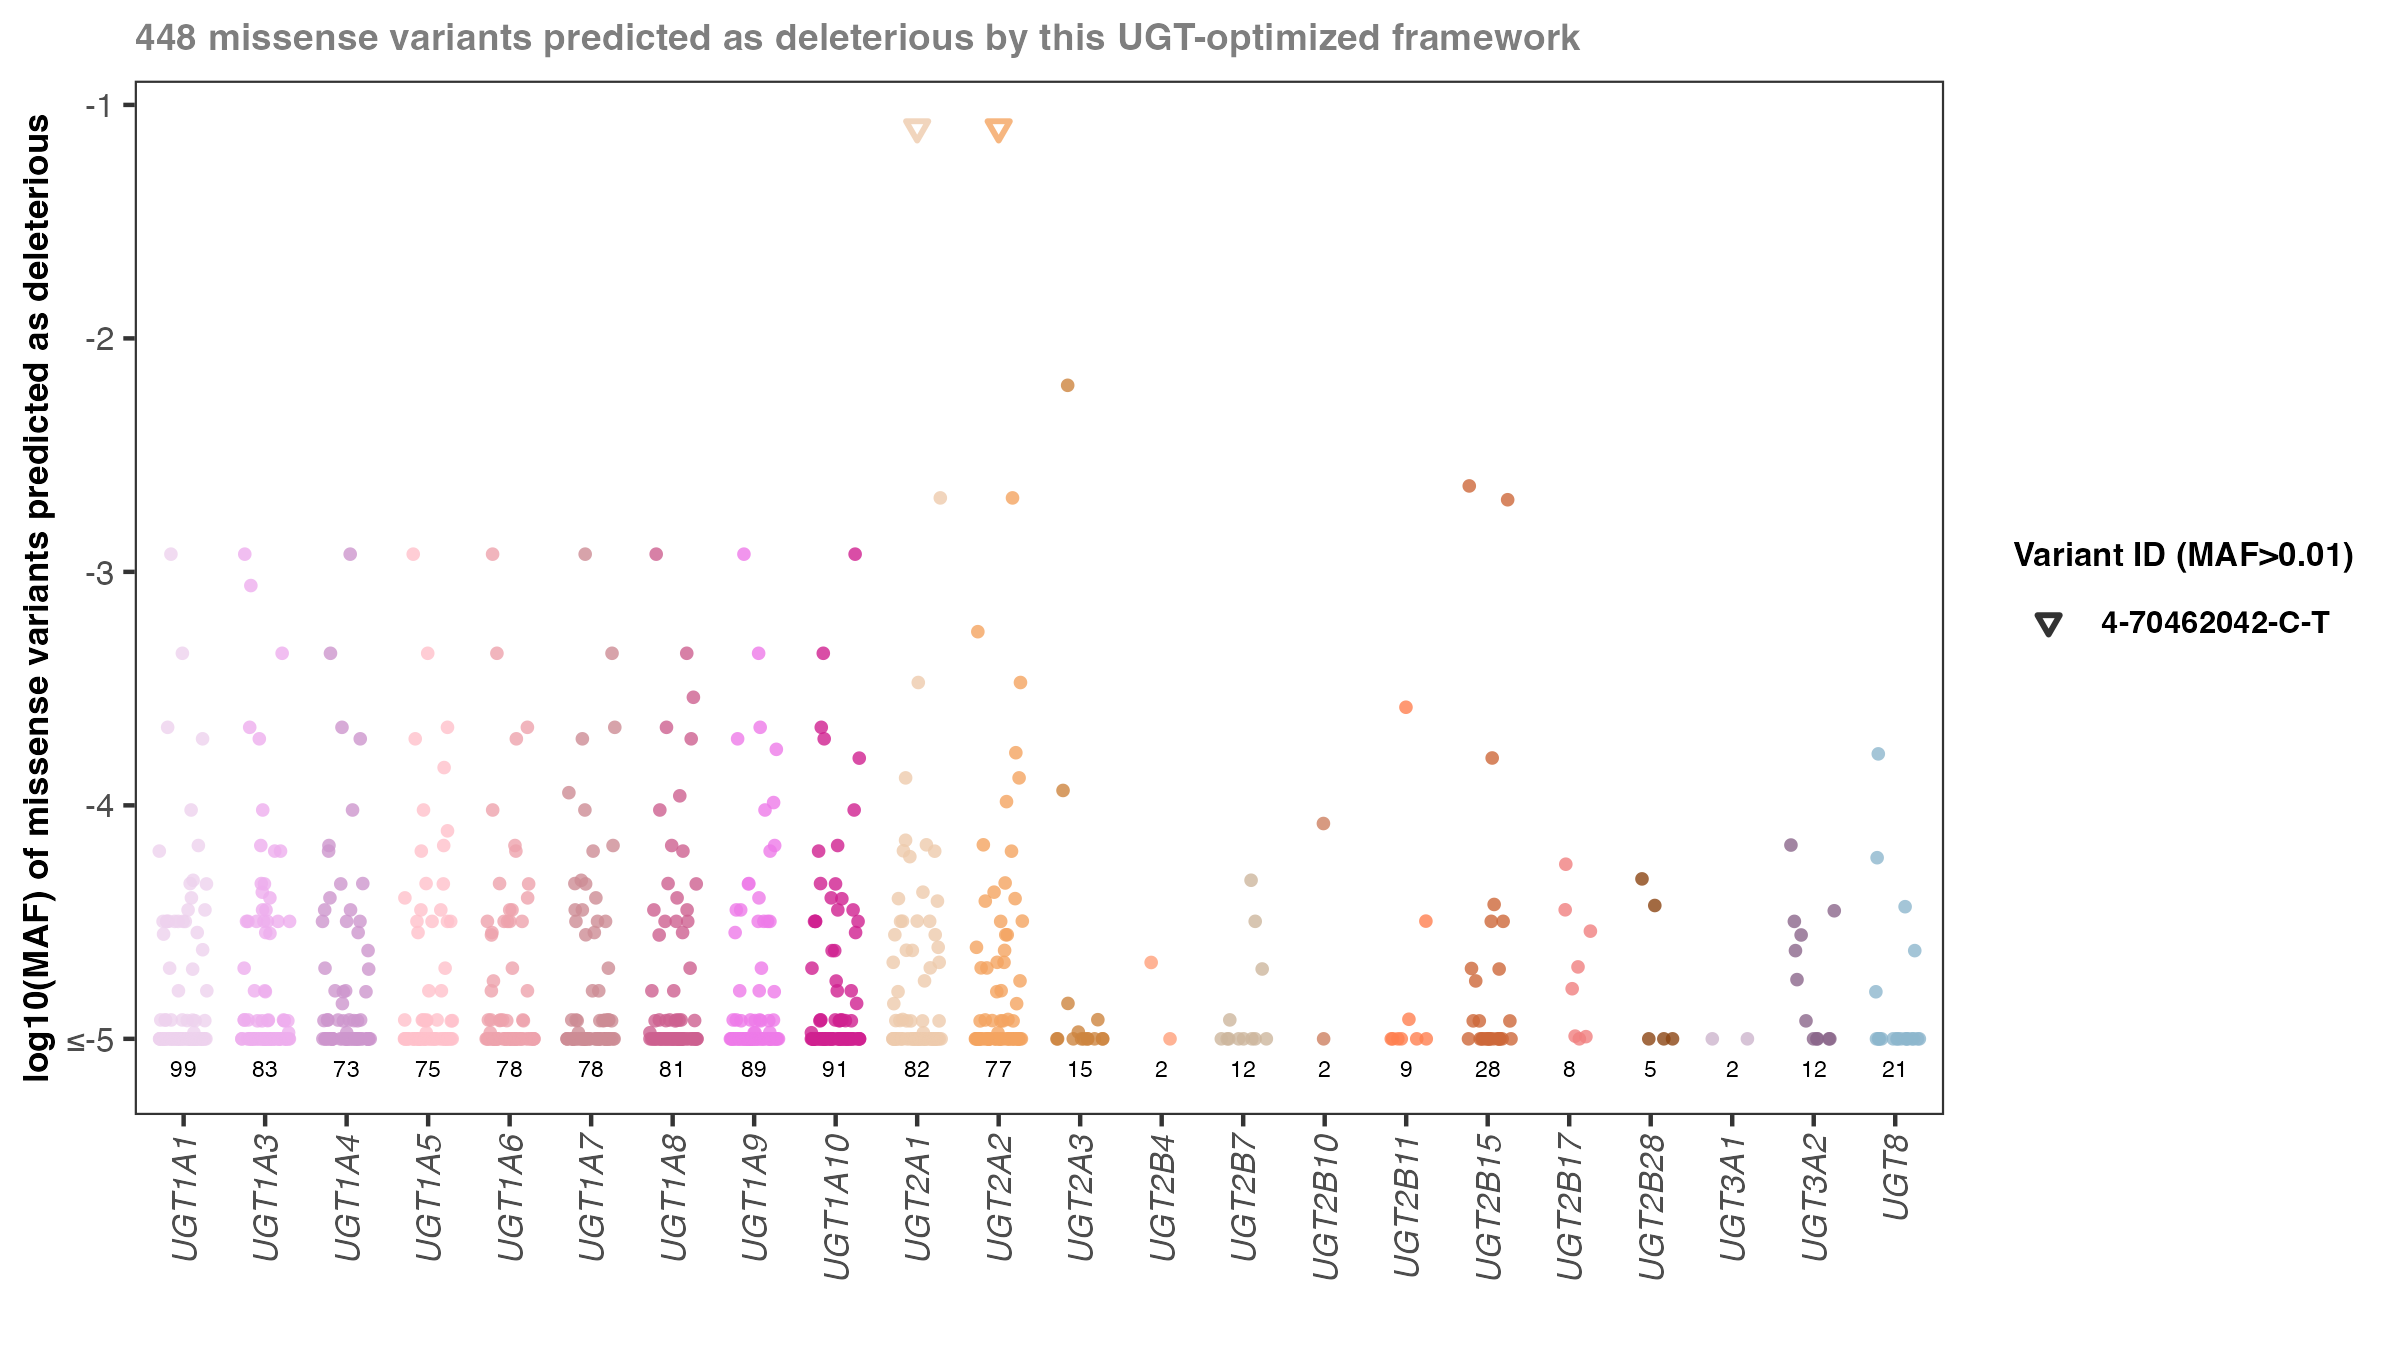 448 missense variants predicted as deleterious by this UGT-optimized framework
log10(MAF) of missense variants predicted as deleterious
-1
-2
-3
-4
≤-5
99 83 73 75 78 78 81 89 91 82 77 15 2 12 2 9 28 8 5 2 12 21
UGT1A1
UGT1A3
UGT1A4
UGT1A5
UGT1A6
UGT1A7
UGT1A8
UGT1A9
UGT1A10
UGT2A1
UGT2A2
UGT2A3
UGT2B4
UGT2B7
UGT2B10
UGT2B11
UGT2B15
UGT2B17
UGT2B28
UGT3A1
UGT3A2
UGT8
Variant ID (MAF>0.01)
4-70462042-C-T